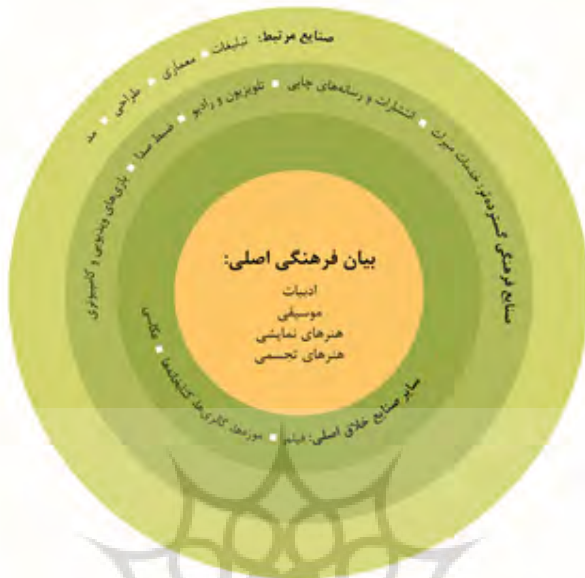 صنایع مرتبط: تبلیغات ▪ معماری ▪ طراحی ▪ مد
صنایع فرهنگی گسترده‌تر: خدمات میراث ▪ انتشارات و رسانه‌های چاپی ▪ تلویزیون و رادیو ▪ ضبط صدا ▪ بازی‌های ویدیویی و کامپیوتری
سایر صنایع خلاق اصلی: فیلم ▪ موزه‌ها، گالری‌ها، کتابخانه‌ها ▪ عکاسی
بیان فرهنگی اصلی:
ادبیات
موسیقی
هنرهای نمایشی
هنرهای تجسمی